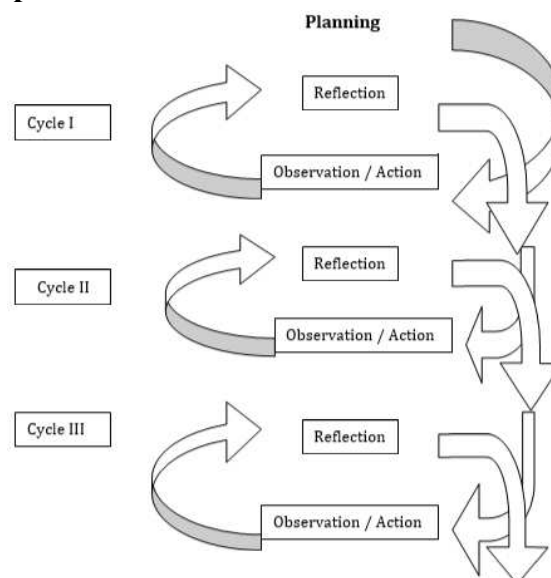 Planning
Reflection
Cycle I
Observation / Action
Reflection
Cycle II
Observation / Action
Cycle III
Reflection
Observation / Action